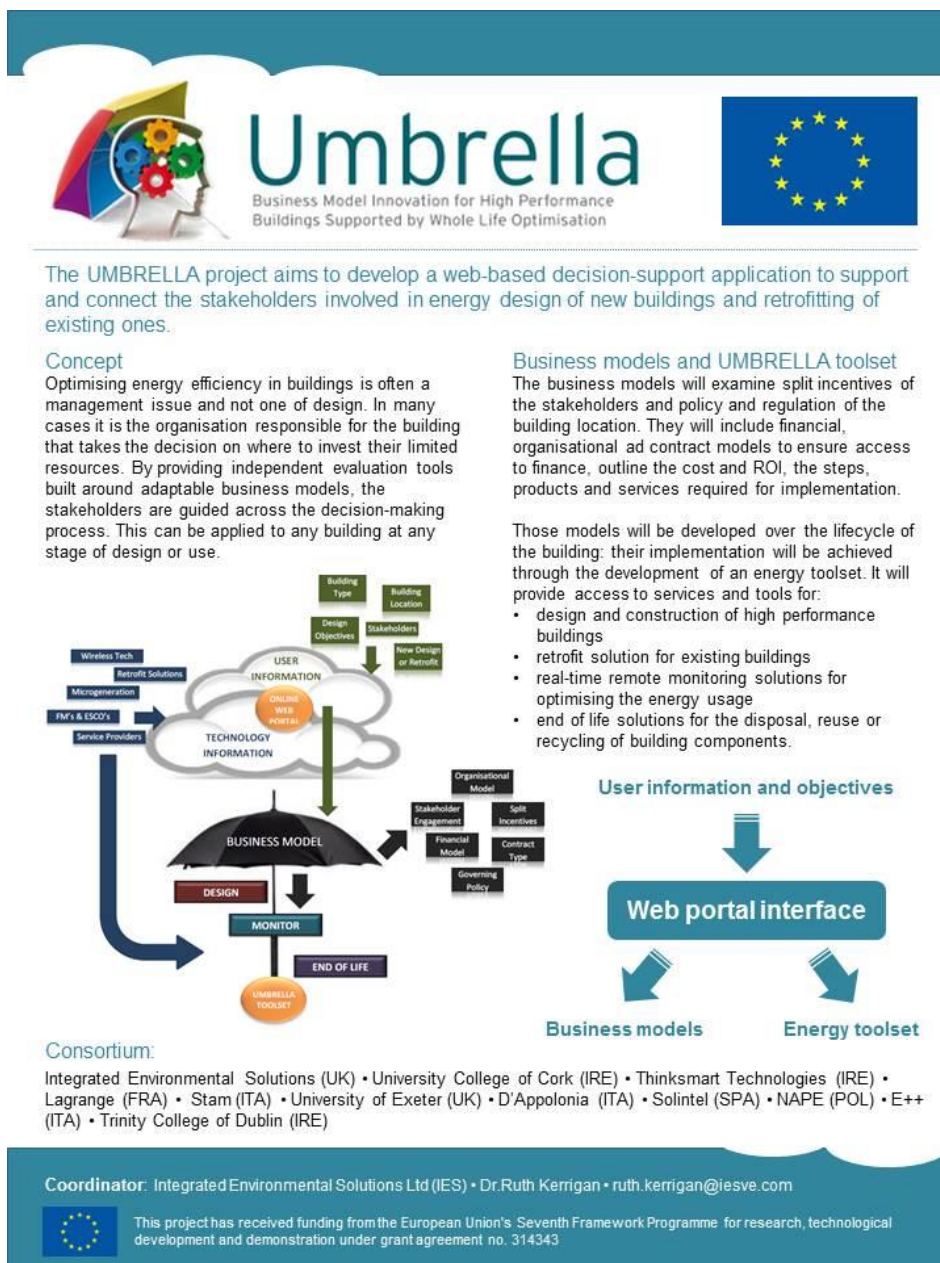 Umbrella
Business Model Innovation for High Performance
Buildings Supported by Whole Life Optimisation
The UMBRELLA project aims to develop a web-based decision-support application to support
and connect the stakeholders involved in energy design of new buildings and retrofitting of
existing ones.
Concept
Optimising energy efficiency in buildings is often a
management issue and not one of design. In many
cases it is the organisation responsible for the building
that takes the decision on where to invest their limited
resources. By providing independent evaluation tools
built around adaptable business models, the
stakeholders are guided across the decision-making
process. This can be applied to any building at any
stage of design or use.
Building
Type
Building
Location
Design
Objectives
Stakeholders
New Design
or Retrofit
Wireless Tech
Retrofit Solutions
Microgeneration
FM's & ESCO's
Service Providers
USER
INFORMATION
ONLINE
WEB
PORTAL
TECHNOLOGY
INFORMATION
Organisational
Model
Stakeholder
Engagement
Split
Incentives
Financial
Model
Contract
Type
Governing
Policy
BUSINESS MODEL
DESIGN
MONITOR
END OF LIFE
UMBRELLA
TOOLSET
Business models and UMBRELLA toolset
The business models will examine split incentives of
the stakeholders and policy and regulation of the
building location. They will include financial,
organisational ad contract models to ensure access
to finance, outline the cost and ROI, the steps,
products and services required for implementation.
Those models will be developed over the lifecycle of
the building: their implementation will be achieved
through the development of an energy toolset. It will
provide access to services and tools for:
• design and construction of high performance
buildings
• retrofit solution for existing buildings
• real-time remote monitoring solutions for
optimising the energy usage
• end of life solutions for the disposal, reuse or
recycling of building components.
User information and objectives
Web portal interface
Business models
Energy toolset
Consortium:
Integrated Environmental Solutions (UK) • University College of Cork (IRE) • Thinksmart Technologies (IRE) •
Lagrange (FRA) • Stam (ITA) • University of Exeter (UK) • D'Appolonia (ITA) • Solintel (SPA) • NAPE (POL) • E++
(ITA) • Trinity College of Dublin (IRE)
Coordinator: Integrated Environmental Solutions Ltd (IES) • Dr.Ruth Kerrigan • ruth.kerrigan@iesve.com
This project has received funding from the European Union's Seventh Framework Programme for research, technological
development and demonstration under grant agreement no. 314343